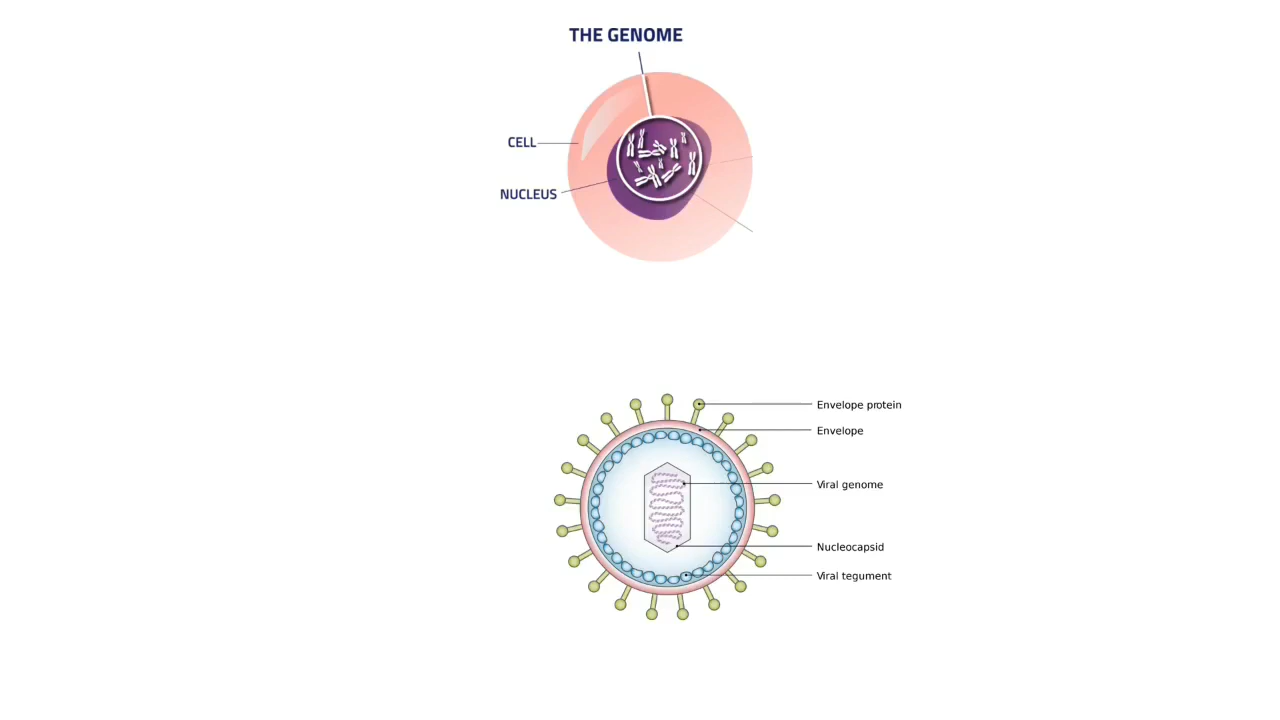 THE GENOME
CELL
NUCLEUS
Envelope protein
Envelope
Viral genome
Nucleocapsid
Viral tegument